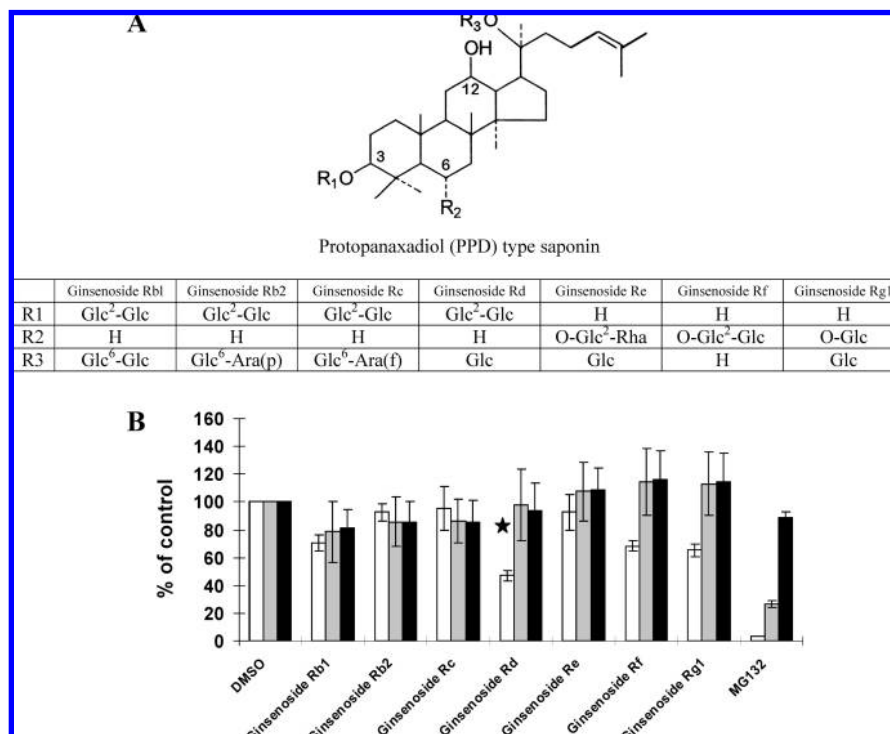 A
R3O
OH
12
3
6
R1O
R2
Protopanaxadiol (PPD) type saponin
Ginsenoside Rb1 Ginsenoside Rb2 Ginsenoside Rc Ginsenoside Rd Ginsenoside Re Ginsenoside Rf Ginsenoside Rg1
R1 Glc²-Glc Glc²-Glc Glc²-Glc Glc²-Glc H H H
R2 H H H H O-Glc²-Rha O-Glc²-Glc O-Glc
R3 Glc⁶-Glc Glc⁶-Ara(p) Glc⁶-Ara(f) Glc Glc H Glc
B
% of control
160
140
120
100
80
60
40
20
0
DMSO
Ginsenoside Rb1
Ginsenoside Rb2
Ginsenoside Rc
Ginsenoside Rd
Ginsenoside Re
Ginsenoside Rf
Ginsenoside Rg1
MG132